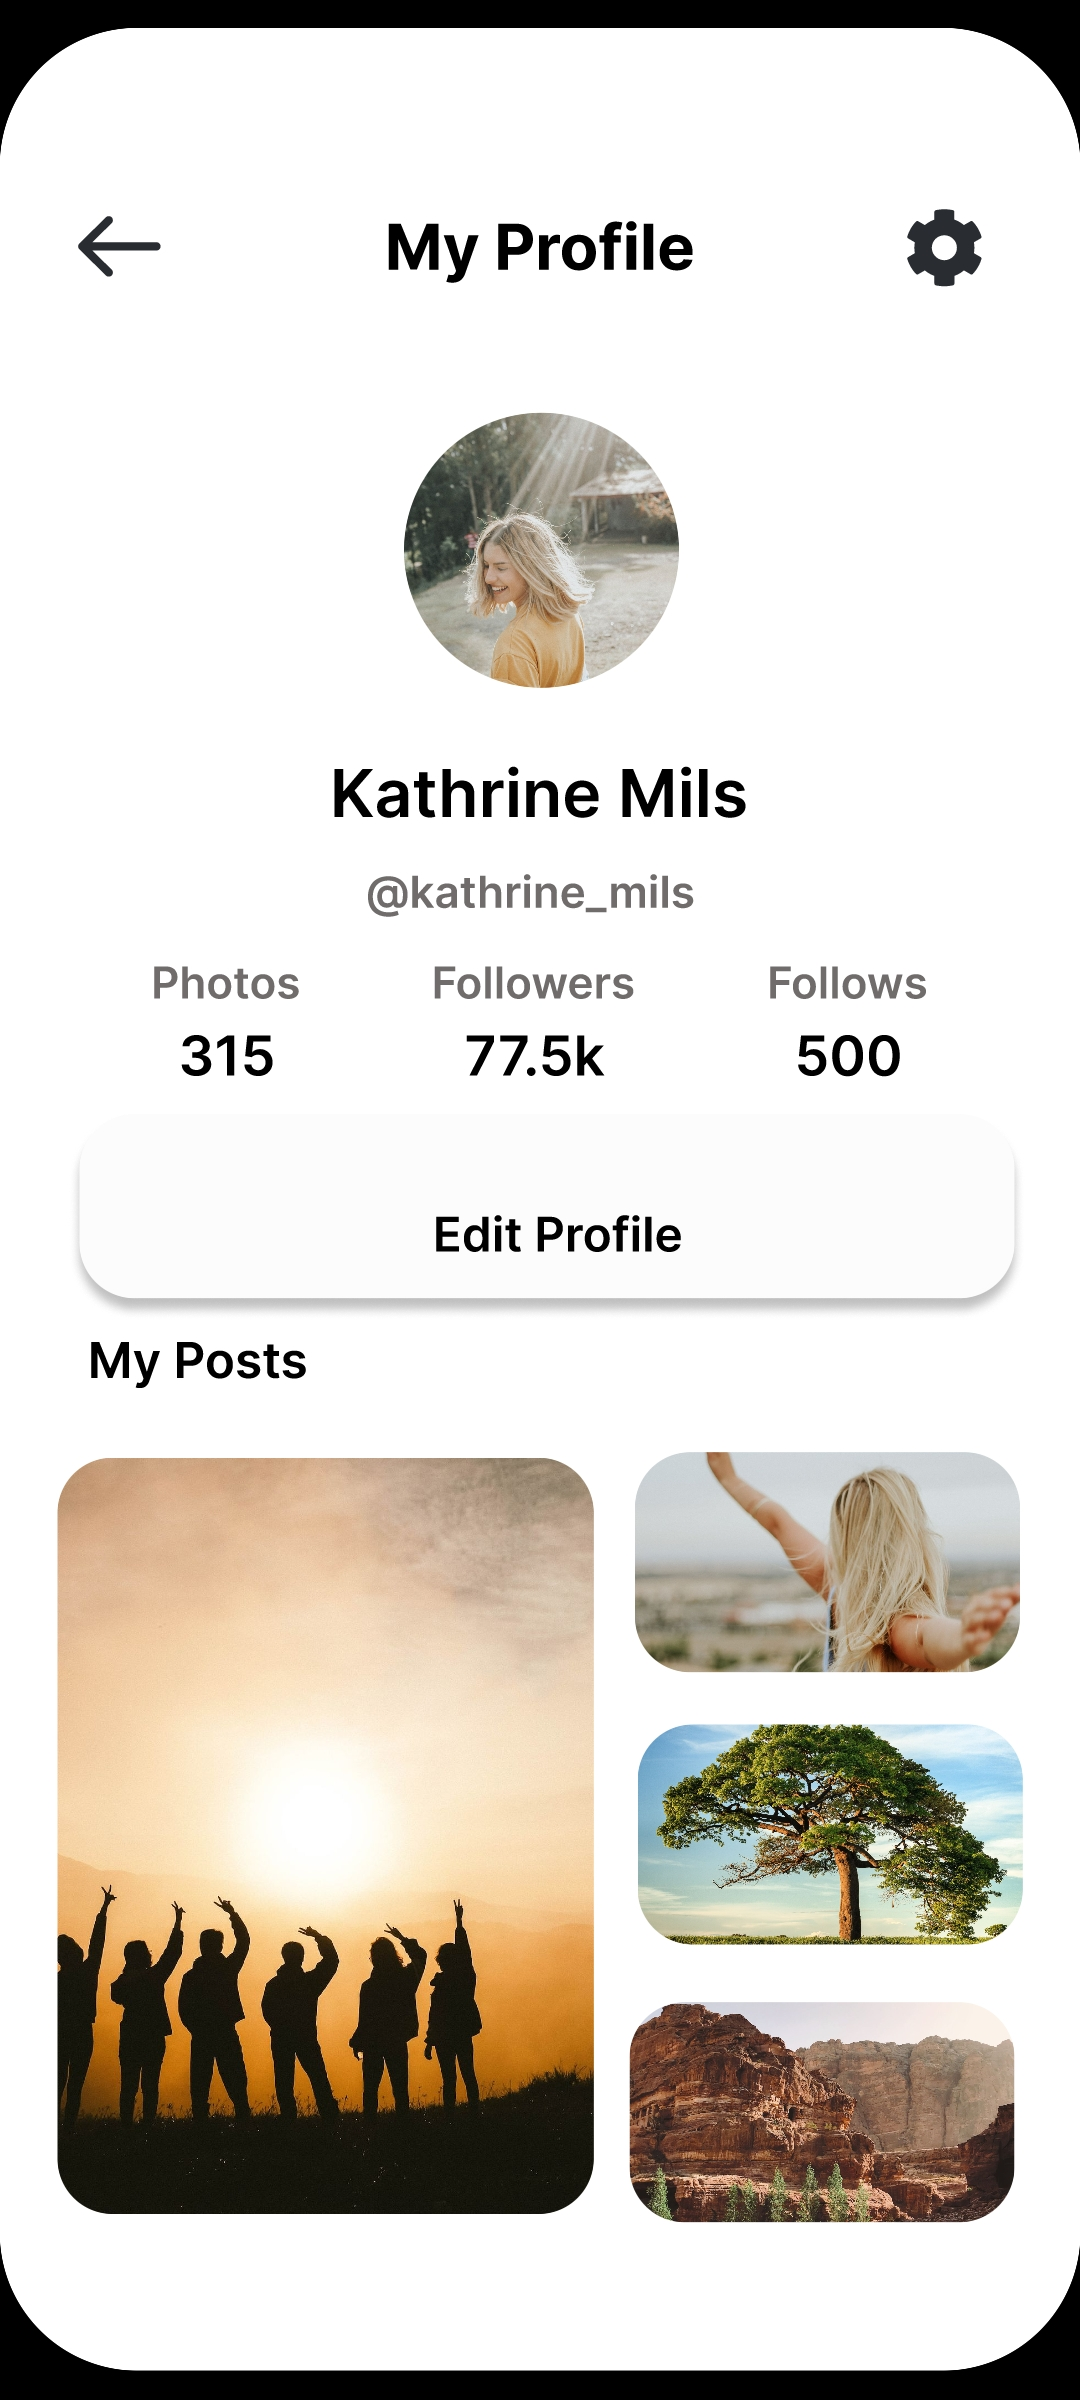 My Profile
Kathrine Mils
@kathrine_mils
Photos Followers Follows
315 77.5k 500
Edit Profile
My Posts